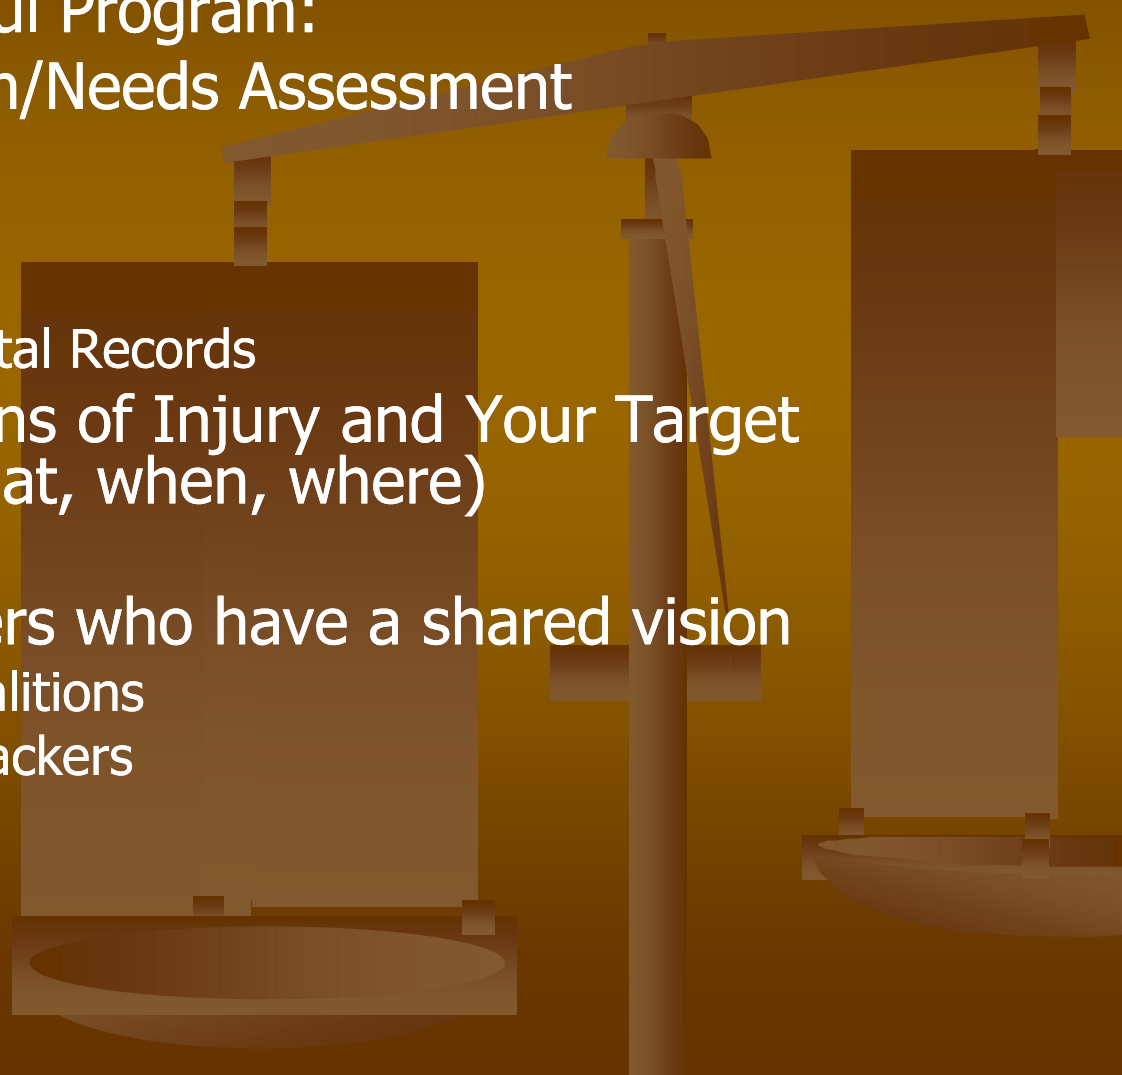 ul Program:
n/Needs Assessment
tal Records
ns of Injury and Your Target
at, when, where)
ers who have a shared vision
alitions
ackers